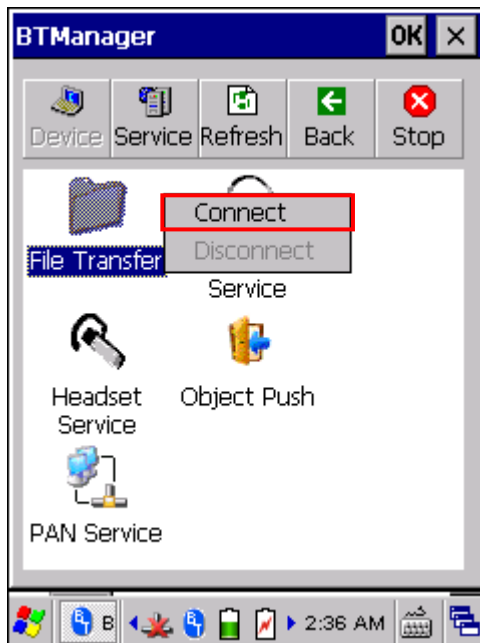 BTManager OK ×
Device Service Refresh Back Stop
Connect
File Transfer Disconnect
Service
Headset Object Push
Service
PAN Service
B 2:36 AM